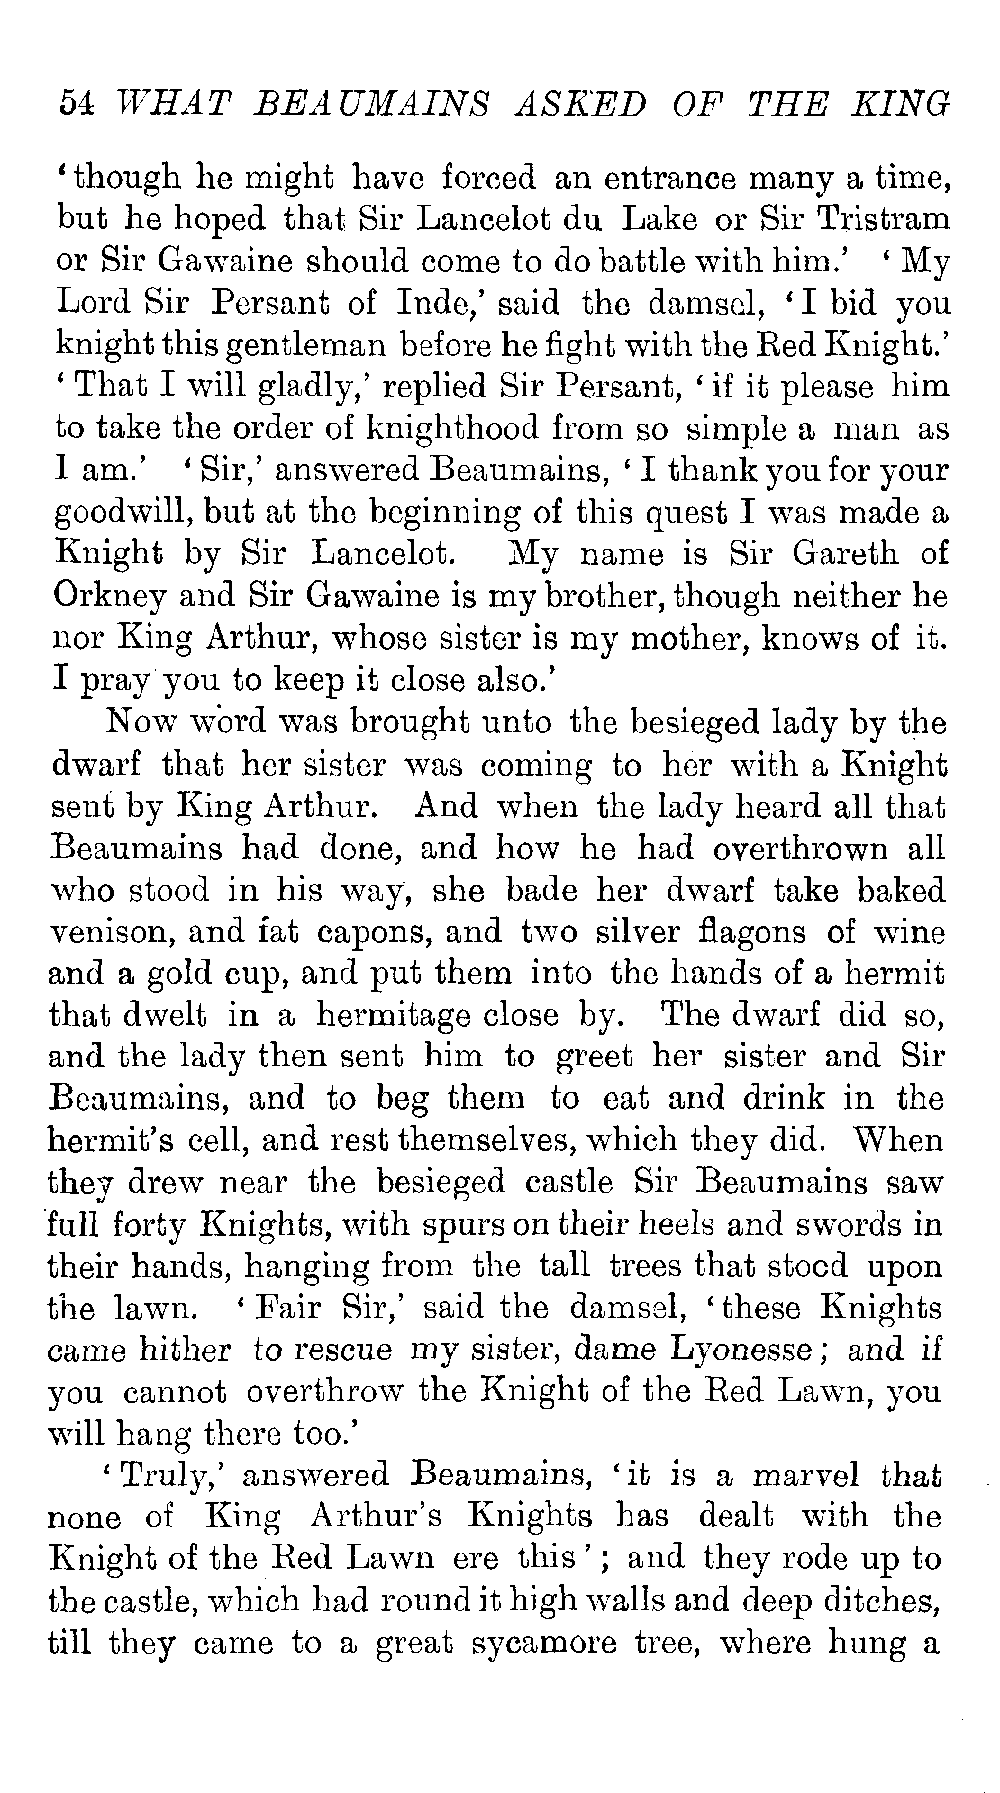 54 WHAT BEAUMAINS ASKED OF THE KING
‘though he might have forced an entrance many a time,
but he hoped that Sir Lancelot du Lake or Sir Tristram
or Sir Gawaine should come to do battle with him.’ ‘My
Lord Sir Persant of Inde,’ said the damsel, ‘I bid you
knight this gentleman before he fight with the Red Knight.’
‘That I will gladly,’ replied Sir Persant, ‘if it please him
to take the order of knighthood from so simple a man as
I am.’ ‘Sir,’ answered Beaumains, ‘I thank you for your
goodwill, but at the beginning of this quest I was made a
Knight by Sir Lancelot. My name is Sir Gareth of
Orkney and Sir Gawaine is my brother, though neither he
nor King Arthur, whose sister is my mother, knows of it.
I pray you to keep it close also.’
Now word was brought unto the besieged lady by the
dwarf that her sister was coming to her with a Knight
sent by King Arthur. And when the lady heard all that
Beaumains had done, and how he had overthrown all
who stood in his way, she bade her dwarf take baked
venison, and fat capons, and two silver flagons of wine
and a gold cup, and put them into the hands of a hermit
that dwelt in a hermitage close by. The dwarf did so,
and the lady then sent him to greet her sister and Sir
Beaumains, and to beg them to eat and drink in the
hermit’s cell, and rest themselves, which they did. When
they drew near the besieged castle Sir Beaumains saw
full forty Knights, with spurs on their heels and swords in
their hands, hanging from the tall trees that stood upon
the lawn. ‘Fair Sir,’ said the damsel, ‘these Knights
came hither to rescue my sister, dame Lyonesse; and if
you cannot overthrow the Knight of the Red Lawn, you
will hang there too.’
‘Truly,’ answered Beaumains, ‘it is a marvel that
none of King Arthur’s Knights has dealt with the
Knight of the Red Lawn ere this’; and they rode up to
the castle, which had round it high walls and deep ditches,
till they came to a great sycamore tree, where hung a